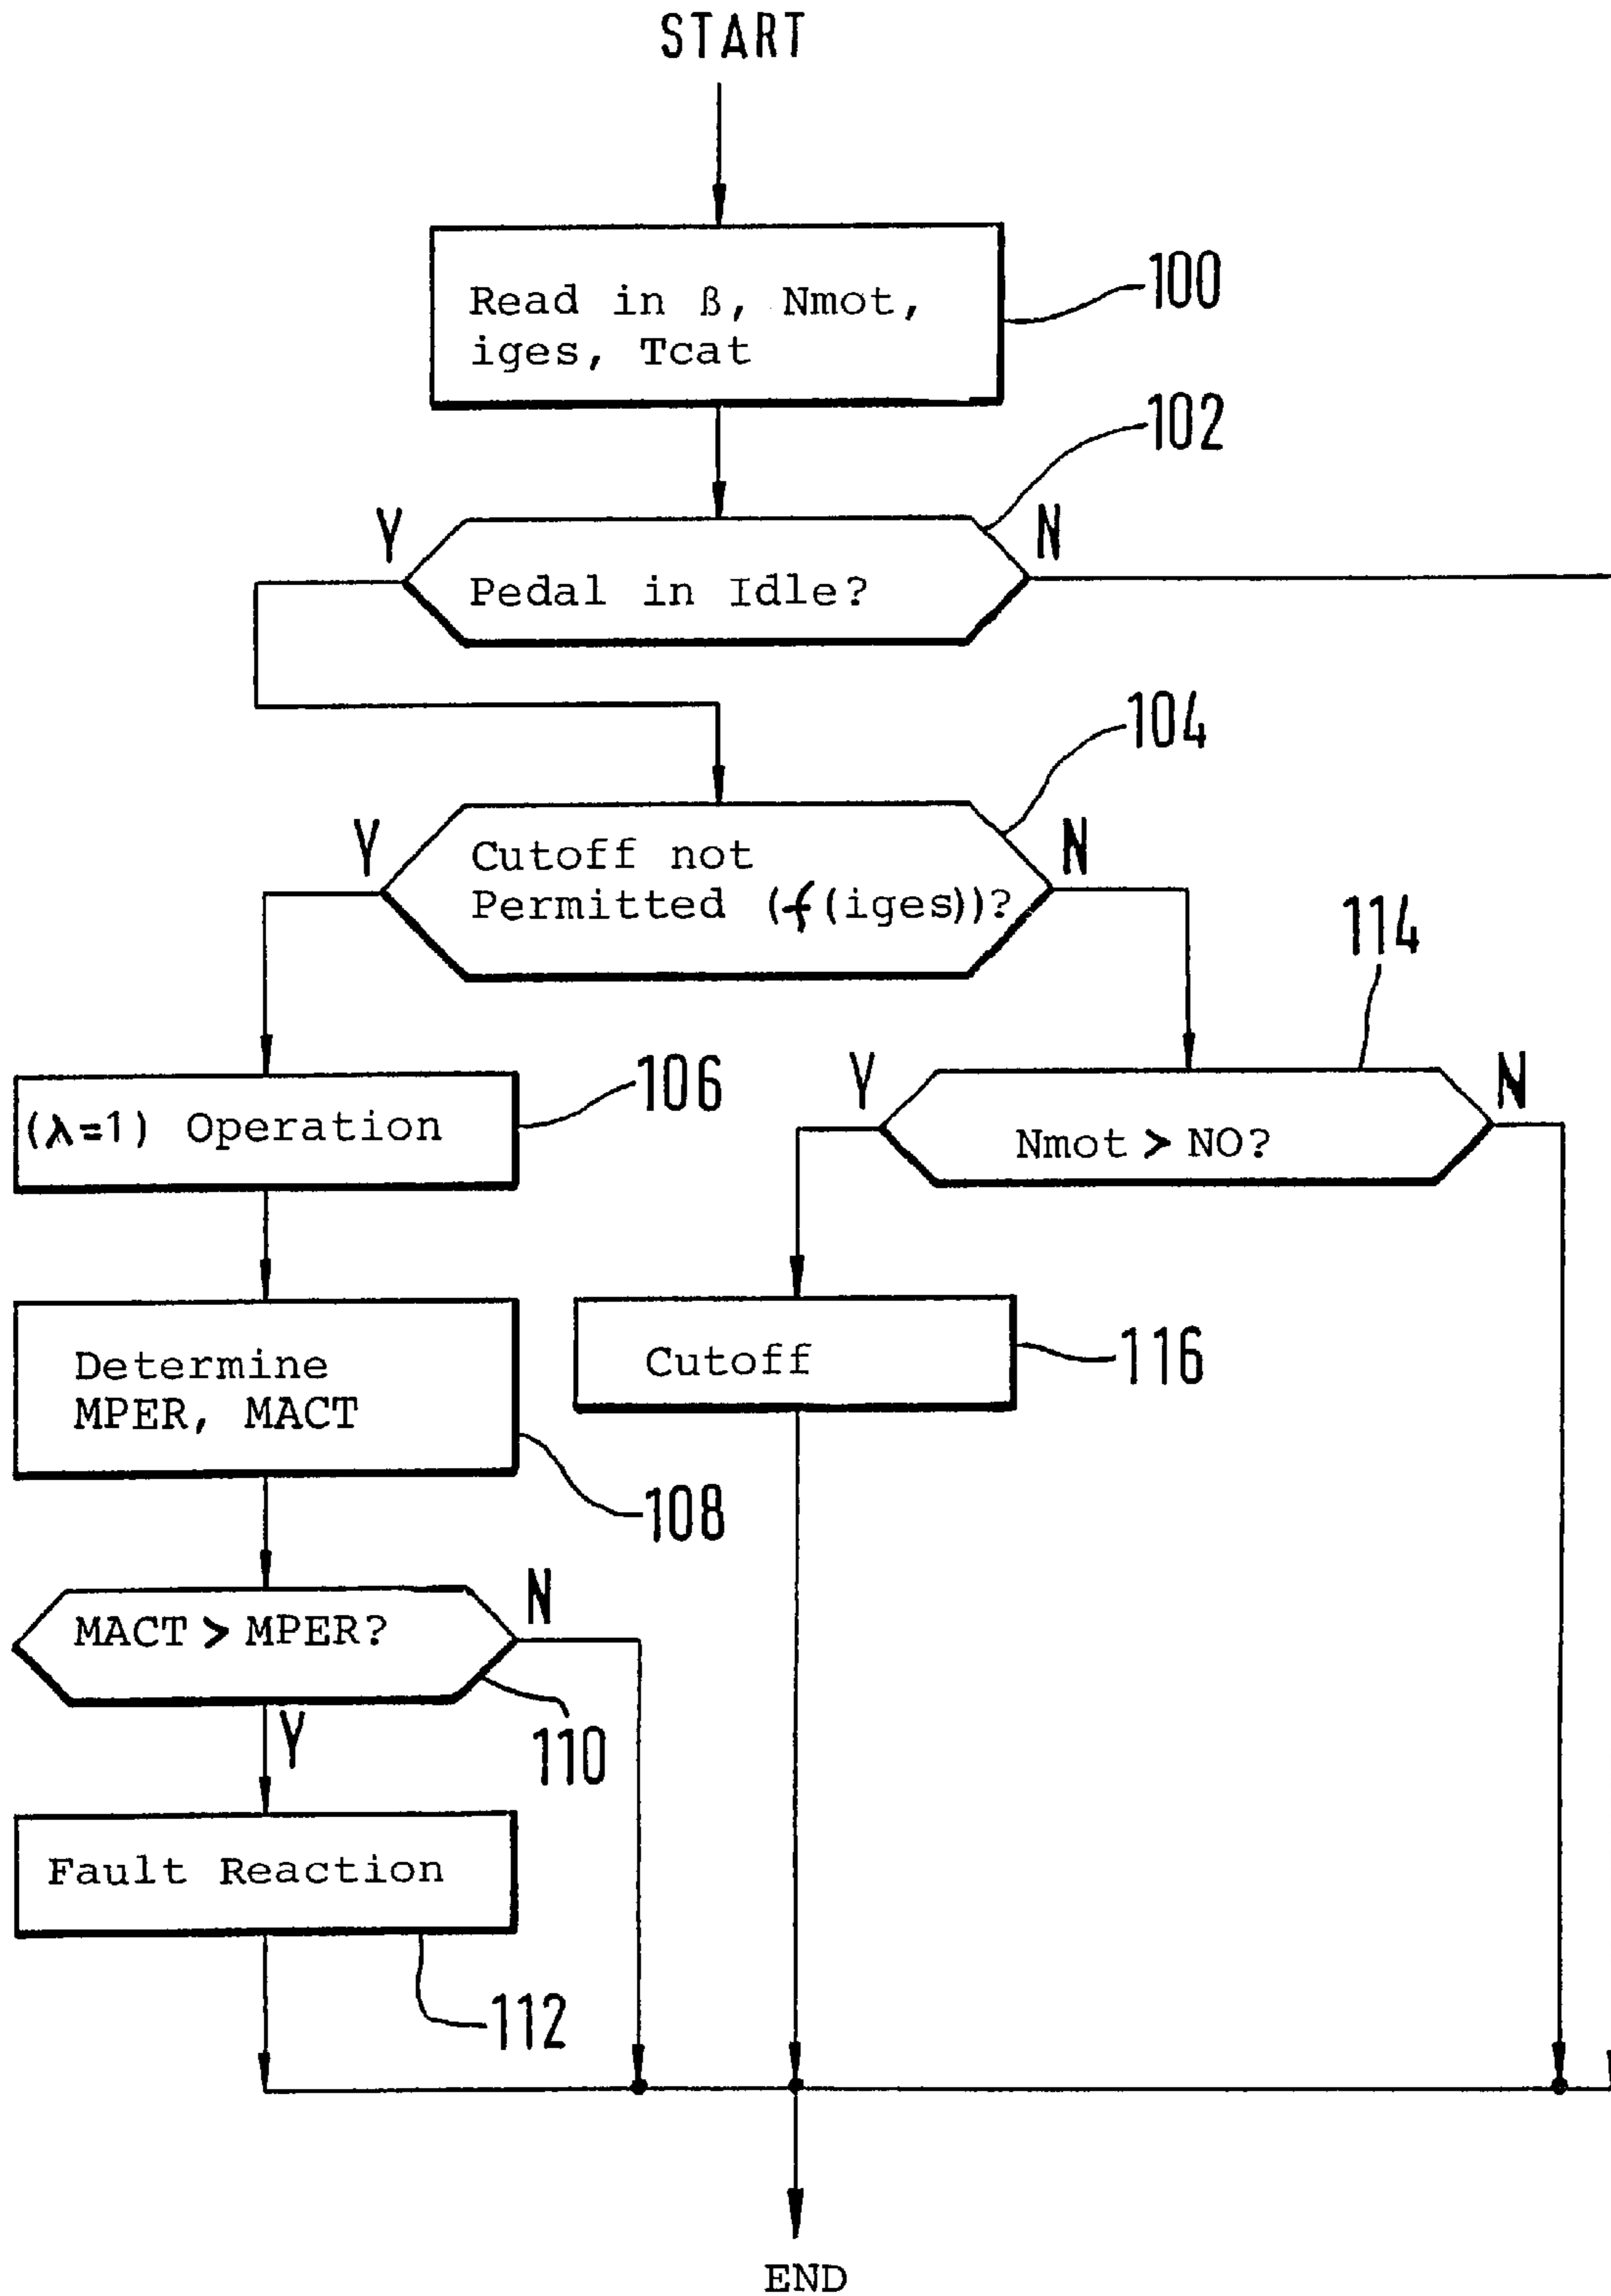 START
Read in β, Nmot,
iges, Tcat
100
102
Y
N
Pedal in Idle?
104
Y
N
Cutoff not
Permitted (f(iges))?
114
106
Y
N
(λ=1) Operation
Nmot > NO?
Determine
MPER, MACT
Cutoff
116
108
N
MACT > MPER?
Y
110
Fault Reaction
112
END